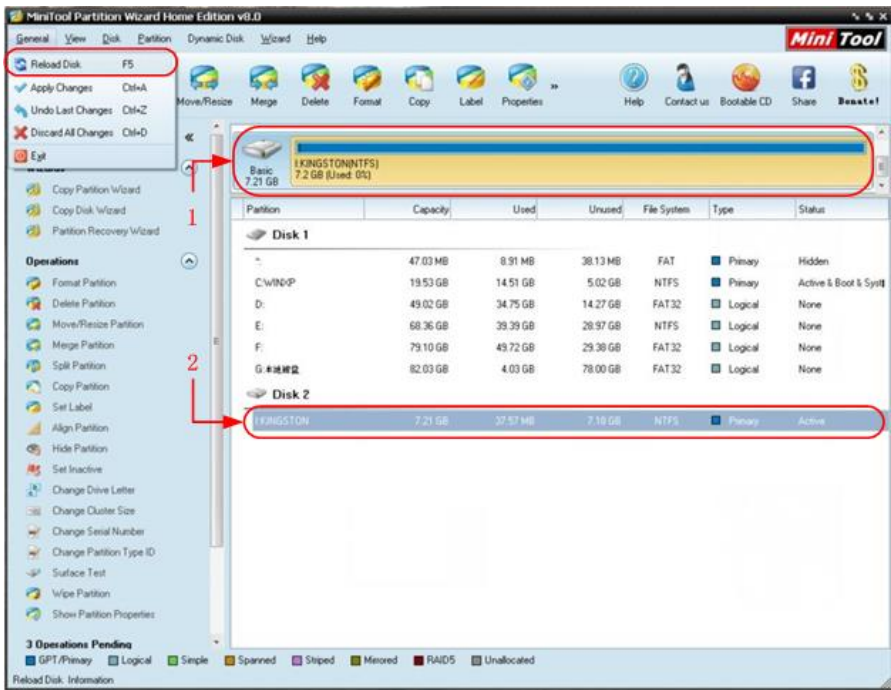 MiniTool Partition Wizard Home Edition v8.0
General View Disk Partition Dynamic Disk Wizard Help
Mini Tool
Reload Disk F5
Apply Changes Ctrl+A
Undo Last Changes Ctrl+Z
Discard All Changes Ctrl+D
Exit
Move/Resize Merge Delete Format Copy Label Properties » Help Contact us Bootable CD Share Donate!
«
Basic
7.21 GB
I:KINGSTON(NTFS)
7.2 GB (Used: 0%)
1
Copy Partition Wizard
Copy Disk Wizard
Partition Recovery Wizard
Operations
Format Partition
Delete Partition
Move/Resize Partition
Merge Partition
Split Partition
Copy Partition
Set Label
Align Partition
Hide Partition
Set Inactive
Change Drive Letter
Change Cluster Size
Change Serial Number
Change Partition Type ID
Surface Test
Wipe Partition
Show Partition Properties
3 Operations Pending
2
Partition Capacity Used Unused File System Type Status
Disk 1
*: 47.03 MB 8.91 MB 38.13 MB FAT Primary Hidden
C:WINXP 19.53 GB 14.51 GB 5.02 GB NTFS Primary Active & Boot & Syst
D: 49.02 GB 34.75 GB 14.27 GB FAT32 Logical None
E: 68.36 GB 39.39 GB 28.97 GB NTFS Logical None
F: 79.10 GB 49.72 GB 29.38 GB FAT32 Logical None
G:本地磁盘 82.03 GB 4.03 GB 78.00 GB FAT32 Logical None
Disk 2
I:KINGSTON 7.21 GB 37.57 MB 7.18 GB NTFS Primary Active
GPT/Primary Logical Simple Spanned Striped Mirrored RAID5 Unallocated
Reload Disk Information